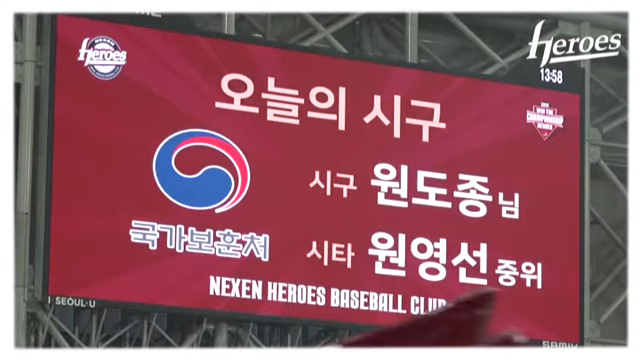 Heroes
Heroes
13:58
오늘의 시구
CHAMPIONSHIP
시구 원도종 님
국가보훈처
시타 원영선 중위
NEXEN HEROES BASEBALL CLUB
I·SEOUL·U